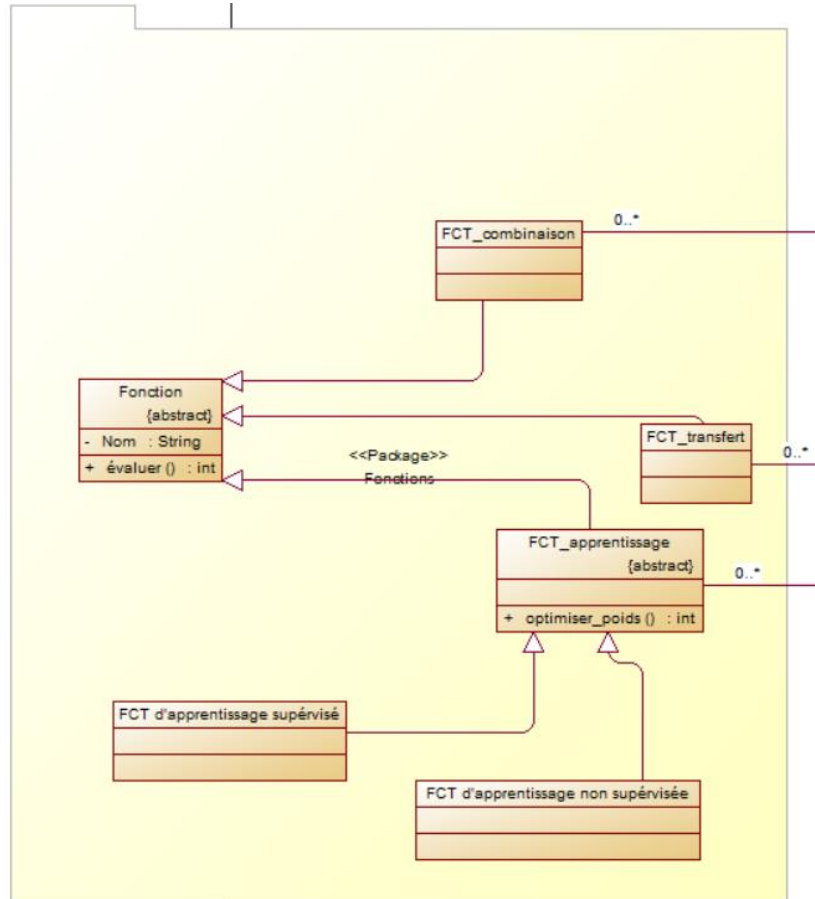 0..*
FCT_combinaison
Fonction
{abstract}
- Nom : String
+ évaluer () : int
FCT_transfert
0..*
<<Package>>
Fonctions
FCT_apprentissage
{abstract}
+ optimiser_poids () : int
0..*
FCT d'apprentissage supérvisé
FCT d'apprentissage non supérvisée